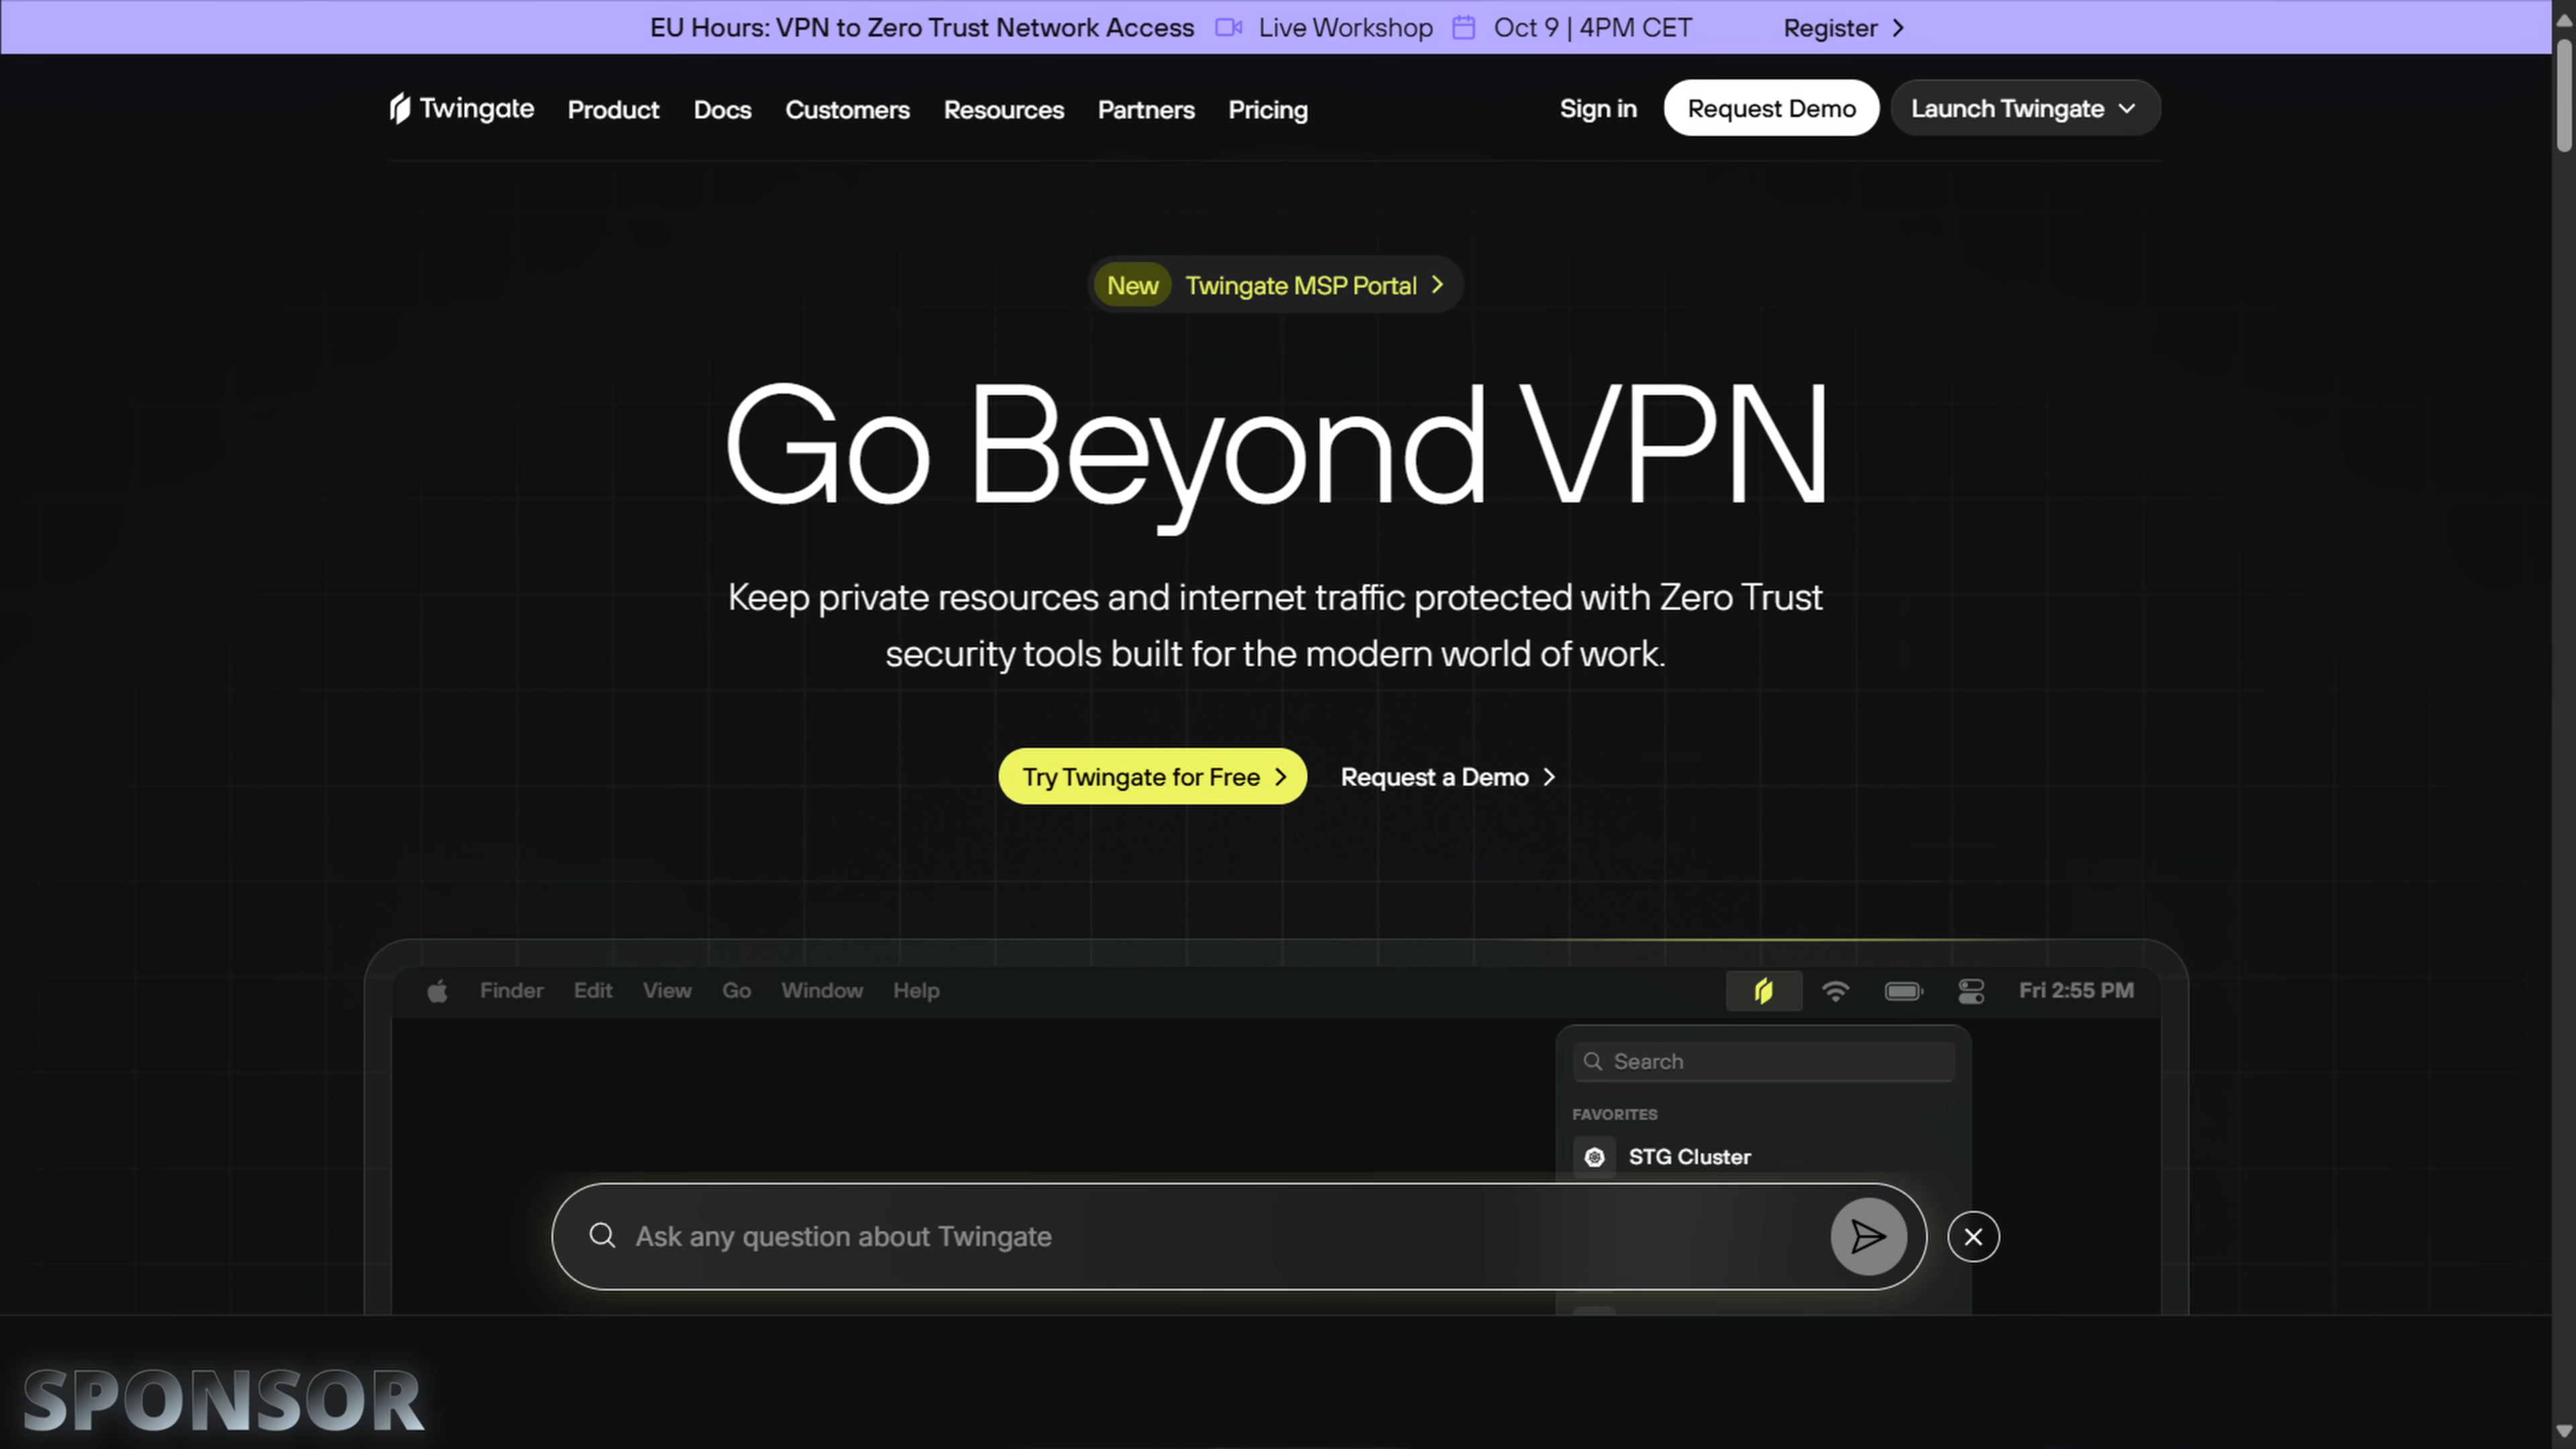 EU Hours: VPN to Zero Trust Network Access Live Workshop Oct 9 | 4PM CET Register
Twingate Product Docs Customers Resources Partners Pricing Sign in Request Demo Launch Twingate
New Twingate MSP Portal
Go Beyond VPN
Keep private resources and internet traffic protected with Zero Trust
security tools built for the modern world of work.
Try Twingate for Free Request a Demo
Finder Edit View Go Window Help Fri 2:55 PM
Search
FAVORITES
STG Cluster
Ask any question about Twingate
SPONSOR